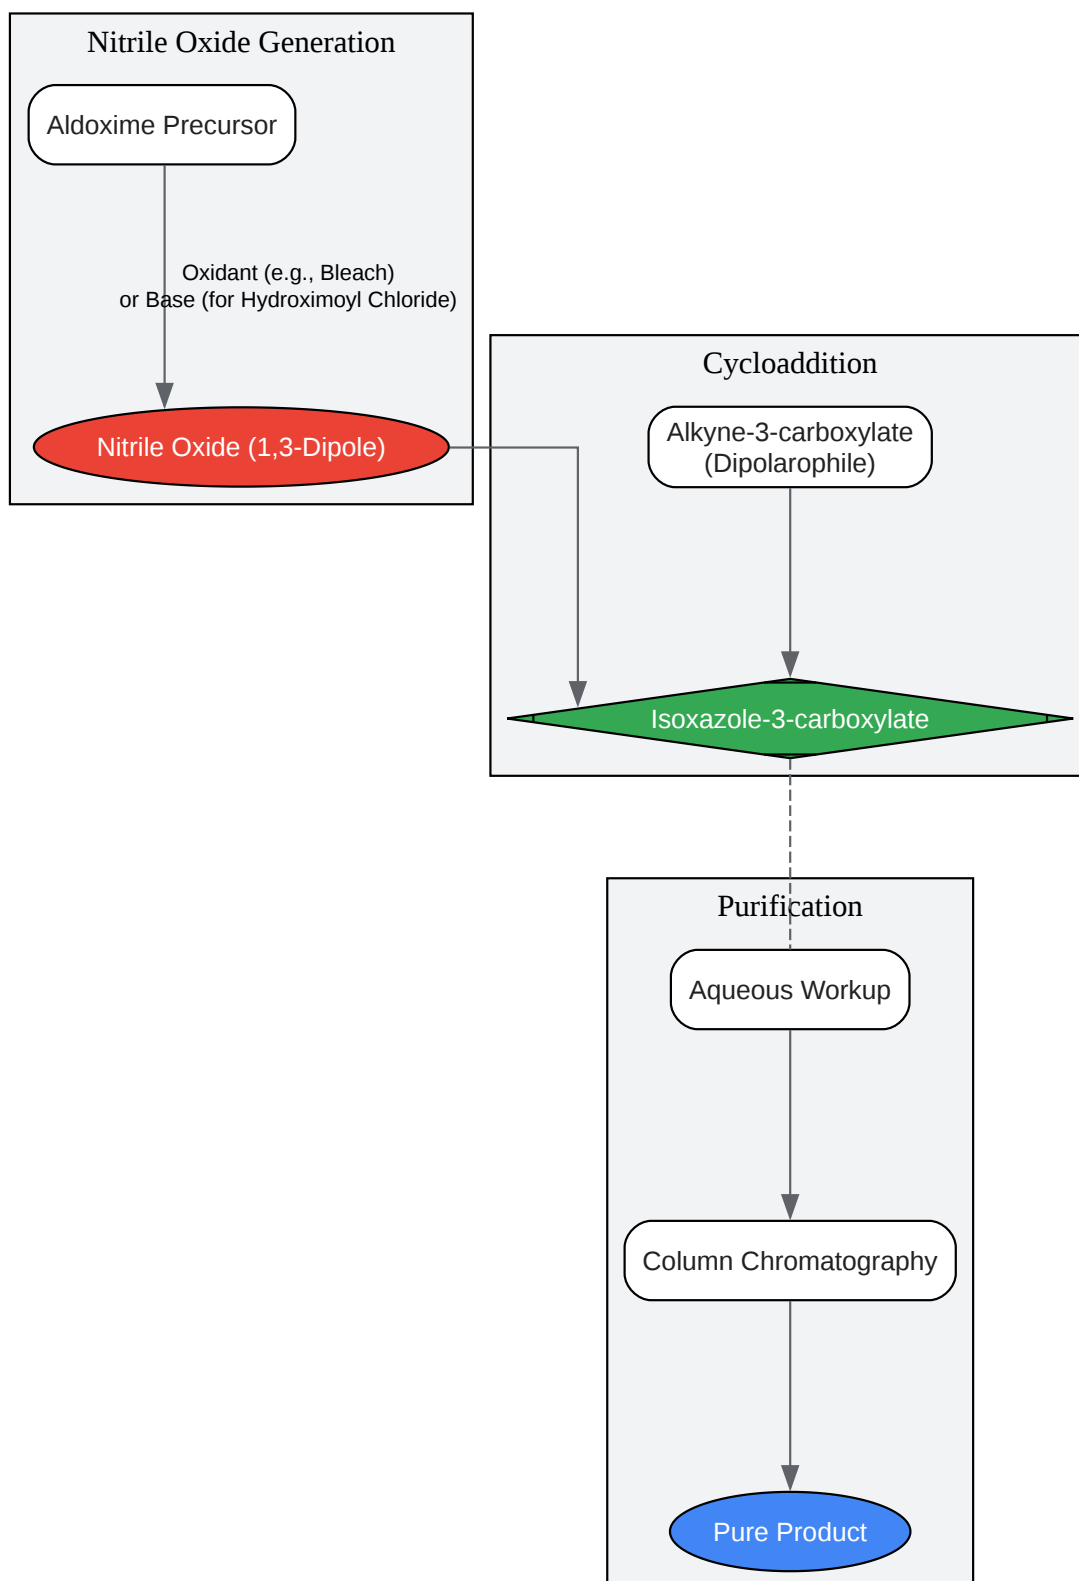 Nitrile Oxide Generation
Aldoxime Precursor
Oxidant (e.g., Bleach)
or Base (for Hydroximoyl Chloride)
Nitrile Oxide (1,3-Dipole)
Cycloaddition
Alkyne-3-carboxylate
(Dipolarophile)
Isoxazole-3-carboxylate
Purification
Aqueous Workup
Column Chromatography
Pure Product